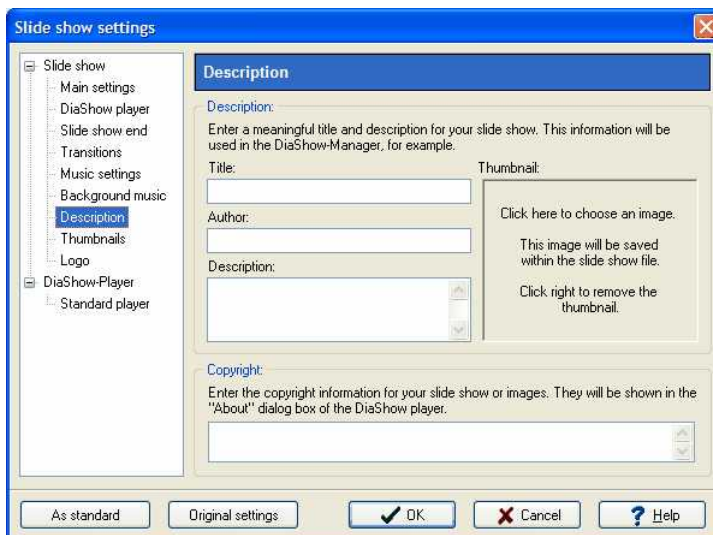 Slide show settings
Slide show
Main settings
DiaShow player
Slide show end
Transitions
Music settings
Background music
Description
Thumbnails
Logo
DiaShow-Player
Standard player
Description
Description:
Enter a meaningful title and description for your slide show. This information will be
used in the DiaShow-Manager, for example.
Title:
Thumbnail:
Author:
Description:
Click here to choose an image.
This image will be saved
within the slide show file.
Click right to remove the
thumbnail.
Copyright:
Enter the copyright information for your slide show or images. They will be shown in the
"About" dialog box of the DiaShow player.
As standard
Original settings
OK
Cancel
Help